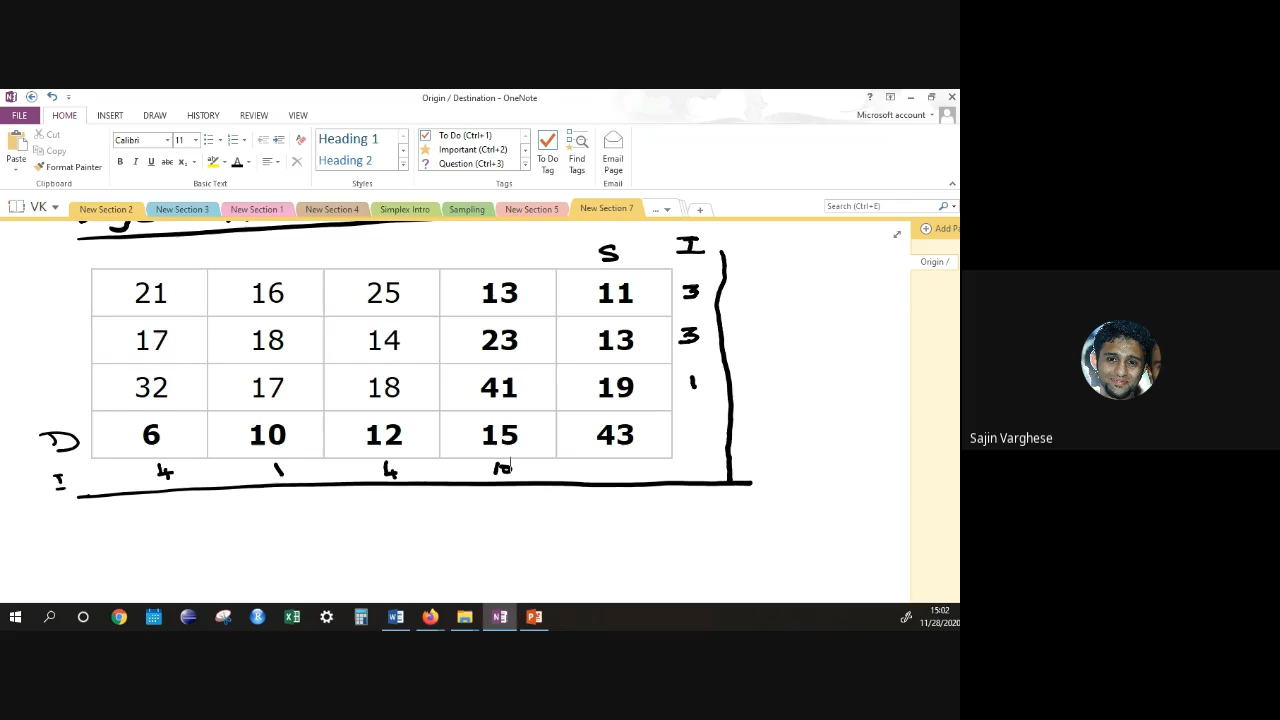 Origin / Destination - OneNote
?
FILE HOME INSERT DRAW HISTORY REVIEW VIEW
Microsoft account
Paste
Cut
Copy
Format Painter
Clipboard
Calibri 11
B I U abc X₂ A
Basic Text
Heading 1
Heading 2
Styles
To Do (Ctrl+1)
Important (Ctrl+2)
Question (Ctrl+3)
Tags
To Do Tag
Find Tags
Email Page
Email
VK New Section 2 New Section 3 New Section 1 New Section 4 Simplex Intro Sampling New Section 5 New Section 7 ... +
Search (Ctrl+E)
Add Pa
Origin /
S I
21 16 25 13 11 3
17 18 14 23 13 3
32 17 18 41 19 1
D 6 10 12 15 43
I 4 1 4 10
Sajin Varghese
15:02
11/28/2020